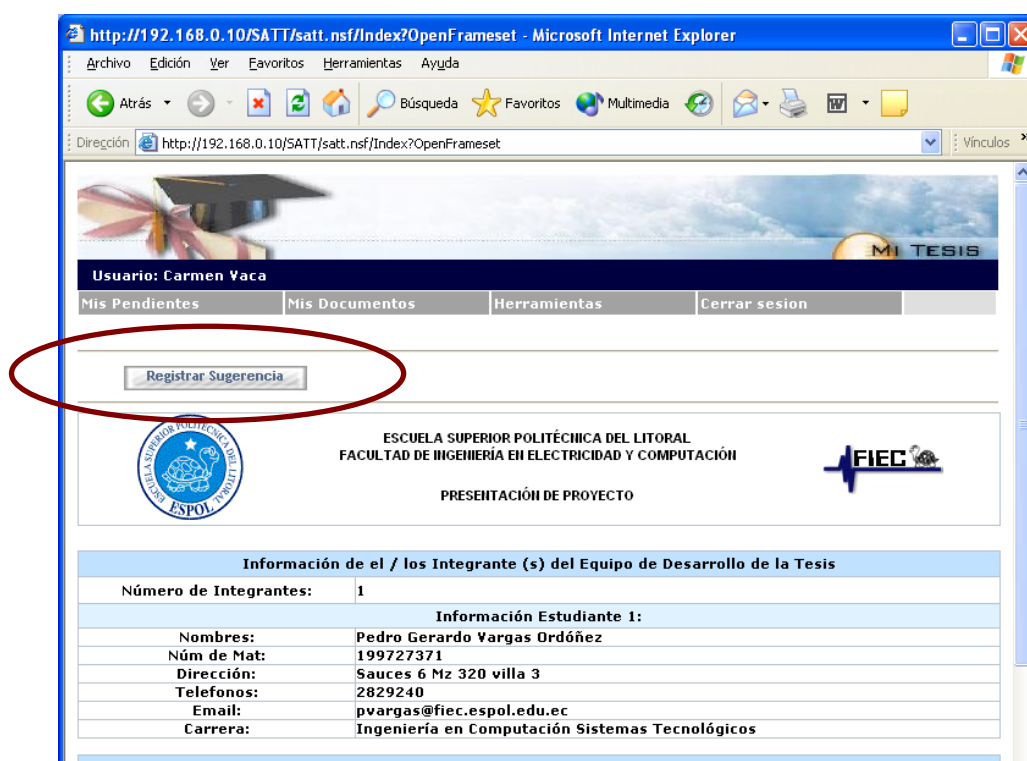 http://192.168.0.10/SATT/satt.nsf/Index?OpenFrameset - Microsoft Internet Explorer
Archivo Edición Ver Favoritos Herramientas Ayuda
Atrás Búsqueda Favoritos Multimedia
Dirección http://192.168.0.10/SATT/satt.nsf/Index?OpenFrameset Vínculos »
MI TESIS
Usuario: Carmen Vaca
Mis Pendientes Mis Documentos Herramientas Cerrar sesion
Registrar Sugerencia
ESCUELA SUPERIOR POLITECNICA DEL LITORAL
ESPOL
ESCUELA SUPERIOR POLITÉCNICA DEL LITORAL
FACULTAD DE INGENIERÍA EN ELECTRICIDAD Y COMPUTACIÓN
PRESENTACIÓN DE PROYECTO
FIEC
Información de el / los Integrante (s) del Equipo de Desarrollo de la Tesis
Número de Integrantes: 1
Información Estudiante 1:
Nombres: Pedro Gerardo Vargas Ordóñez
Núm de Mat: 199727371
Dirección: Sauces 6 Mz 320 villa 3
Telefonos: 2829240
Email: pvargas@fiec.espol.edu.ec
Carrera: Ingeniería en Computación Sistemas Tecnológicos